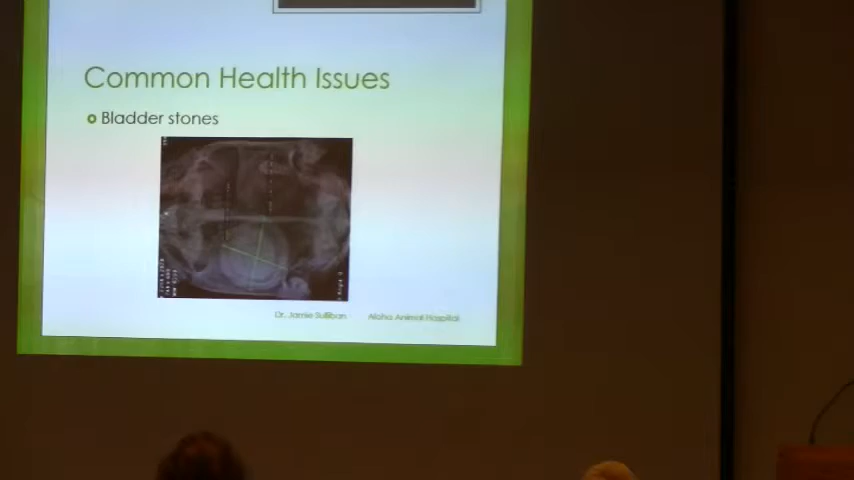 Common Health Issues
Bladder stones
Dr. Jamie Sullivan Aloha Animal Hospital